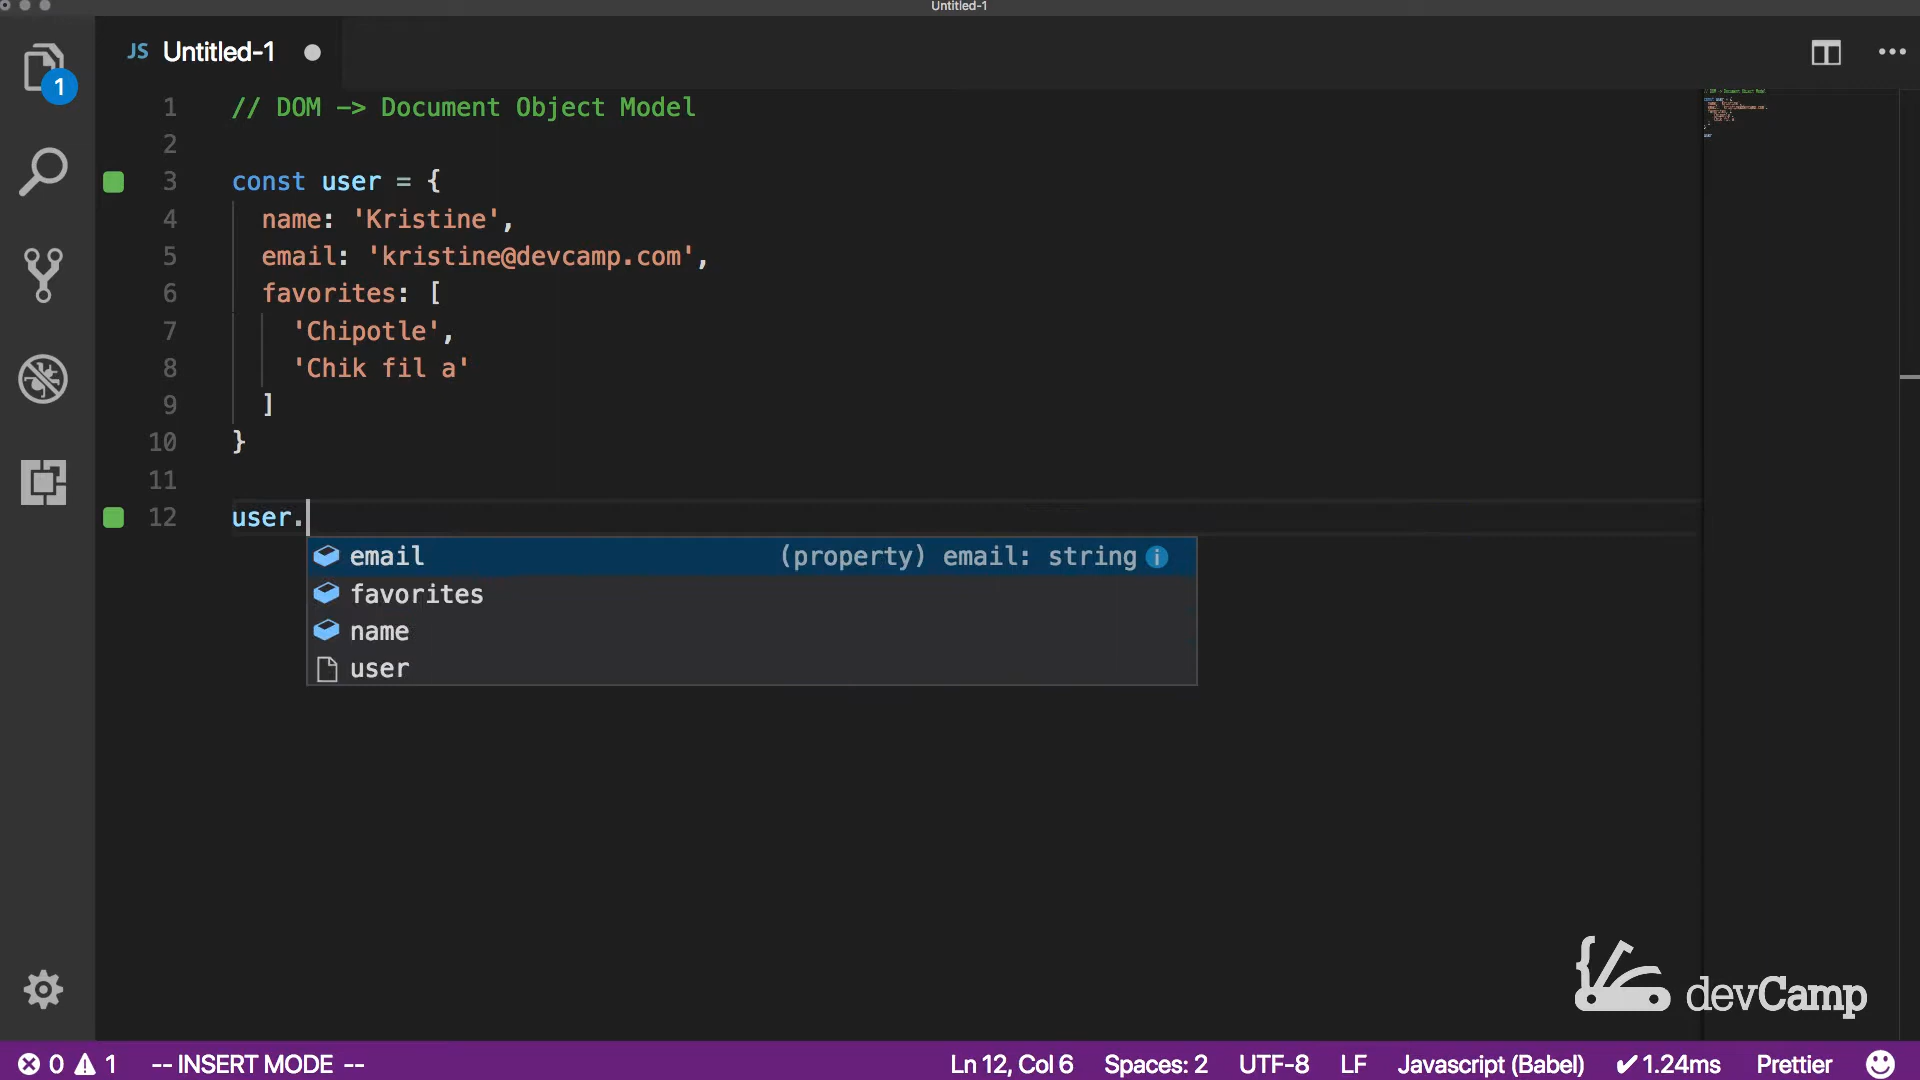 Untitled-1
JS Untitled-1
1
1 // DOM -> Document Object Model
2
3 const user = {
4 name: 'Kristine',
5 email: 'kristine@devcamp.com',
6 favorites: [
7 'Chipotle',
8 'Chik fil a'
9 ]
10 }
11
12 user.
email (property) email: string
favorites
name
user
devCamp
0 1 -- INSERT MODE -- Ln 12, Col 6 Spaces: 2 UTF-8 LF Javascript (Babel) ✔ 1.24ms Prettier